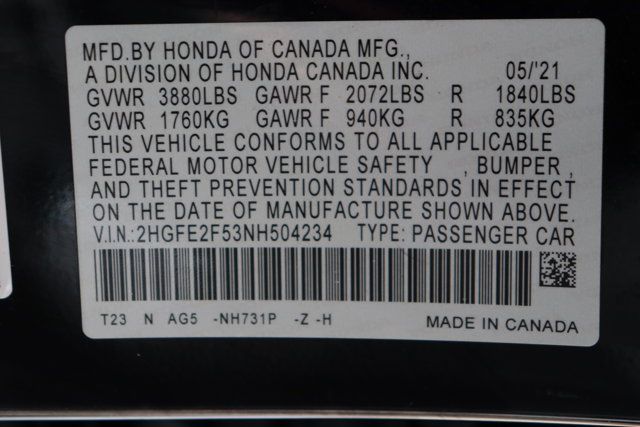 MFD.BY HONDA OF CANADA MFG.,
A DIVISION OF HONDA CANADA INC. 05/'21
GVWR 3880LBS GAWR F 2072LBS R 1840LBS
GVWR 1760KG GAWR F 940KG R 835KG
THIS VEHICLE CONFORMS TO ALL APPLICABLE
FEDERAL MOTOR VEHICLE SAFETY , BUMPER ,
AND THEFT PREVENTION STANDARDS IN EFFECT
ON THE DATE OF MANUFACTURE SHOWN ABOVE.
V.I.N.:2HGFE2F53NH504234 TYPE: PASSENGER CAR
T23 N AG5 -NH731P -Z -H MADE IN CANADA